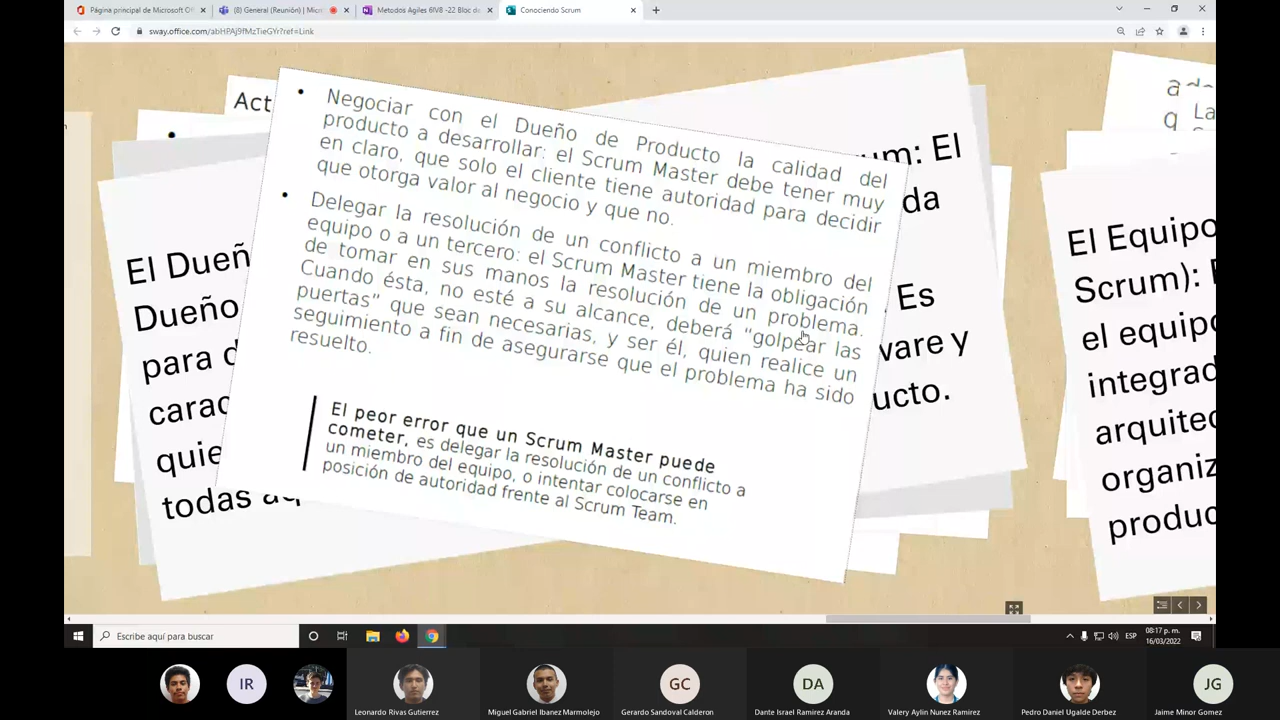 Página principal de Microsoft Of
(8) General (Reunión) | Micr
Metodos Agiles 6IV8 -22 Bloc da
Conociendo Scrum
sway.office.com/abHPAj9fMzTieGYr?ref=Link
Act
• Negociar con el Dueño de Producto la calidad del
producto a desarrollar: el Scrum Master debe tener muy
en claro, que solo el cliente tiene autoridad para decidir
que otorga valor al negocio y que no.
• Delegar la resolución de un conflicto a un miembro del
equipo o a un tercero: el Scrum Master tiene la obligación
de tomar en sus manos la resolución de un problema.
Cuando ésta, no esté a su alcance, deberá "golpear las
puertas" que sean necesarias, y ser él, quien realice un
seguimiento a fin de asegurarse que el problema ha sido
resuelto.
El peor error que un Scrum Master puede
cometer, es delegar la resolución de un conflicto a
un miembro del equipo, o intentar colocarse en
posición de autoridad frente al Scrum Team.
El Dueñ
Dueño
para d
carac
quie
todas aq
um: El
da
Es
vare y
ucto.
La
El Equipo
Scrum):
el equipo
integrad
arquitec
organiz
produc
Escribe aquí para buscar
ESP
08:17 p. m.
16/03/2022
IR
GC
DA
JG
Leonardo Rivas Gutierrez
Miguel Gabriel Ibanez Marmolejo
Gerardo Sandoval Calderon
Dante Israel Ramirez Aranda
Valery Aylin Nunez Ramirez
Pedro Daniel Ugalde Derbez
Jaime Minor Gomez